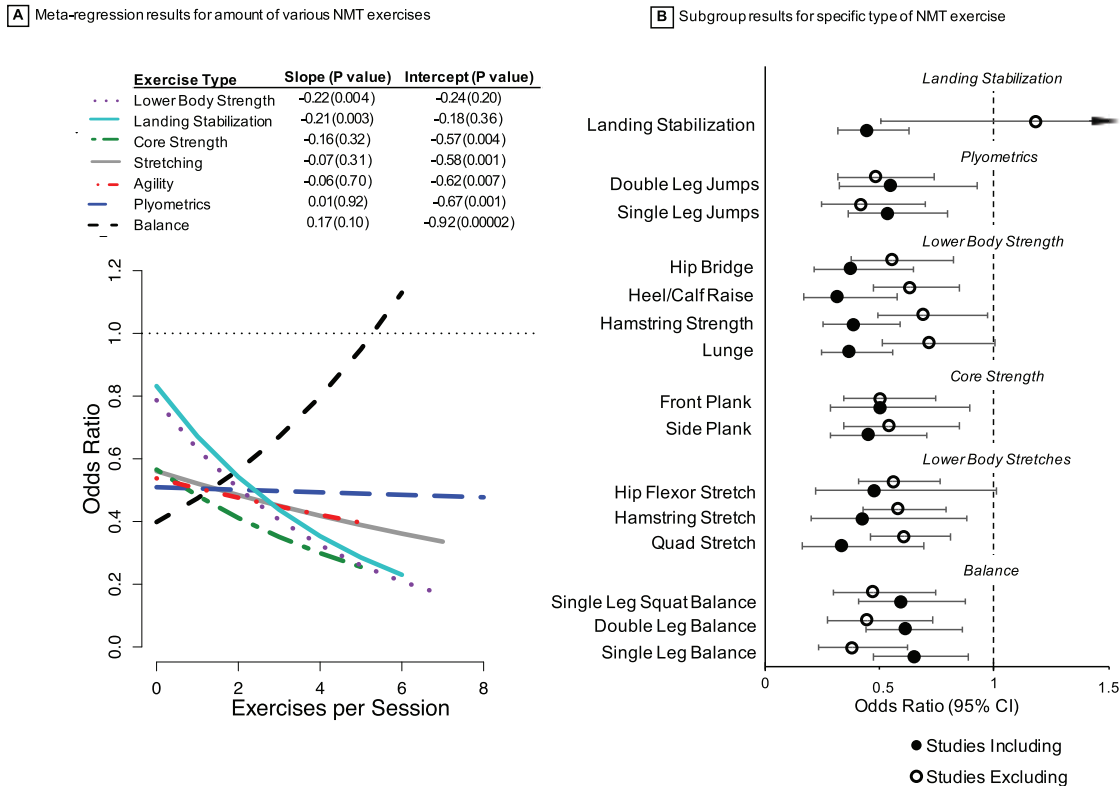 A Meta-regression results for amount of various NMT exercises
Exercise Type Slope (P value) Intercept (P value)
Lower Body Strength -0.22(0.004) -0.24(0.20)
Landing Stabilization -0.21(0.003) -0.18(0.36)
Core Strength -0.16(0.32) -0.57(0.004)
Stretching -0.07(0.31) -0.58(0.001)
Agility -0.06(0.70) -0.62(0.007)
Plyometrics 0.01(0.92) -0.67(0.001)
Balance 0.17(0.10) -0.92(0.00002)
Odds Ratio
1.2
1.0
0.8
0.6
0.4
0.2
0.0
0 2 4 6 8
Exercises per Session
B Subgroup results for specific type of NMT exercise
Landing Stabilization
Landing Stabilization
Plyometrics
Double Leg Jumps
Single Leg Jumps
Lower Body Strength
Hip Bridge
Heel/Calf Raise
Hamstring Strength
Lunge
Core Strength
Front Plank
Side Plank
Lower Body Stretches
Hip Flexor Stretch
Hamstring Stretch
Quad Stretch
Balance
Single Leg Squat Balance
Double Leg Balance
Single Leg Balance
0 0.5 1 1.5
Odds Ratio (95% CI)
Studies Including
Studies Excluding